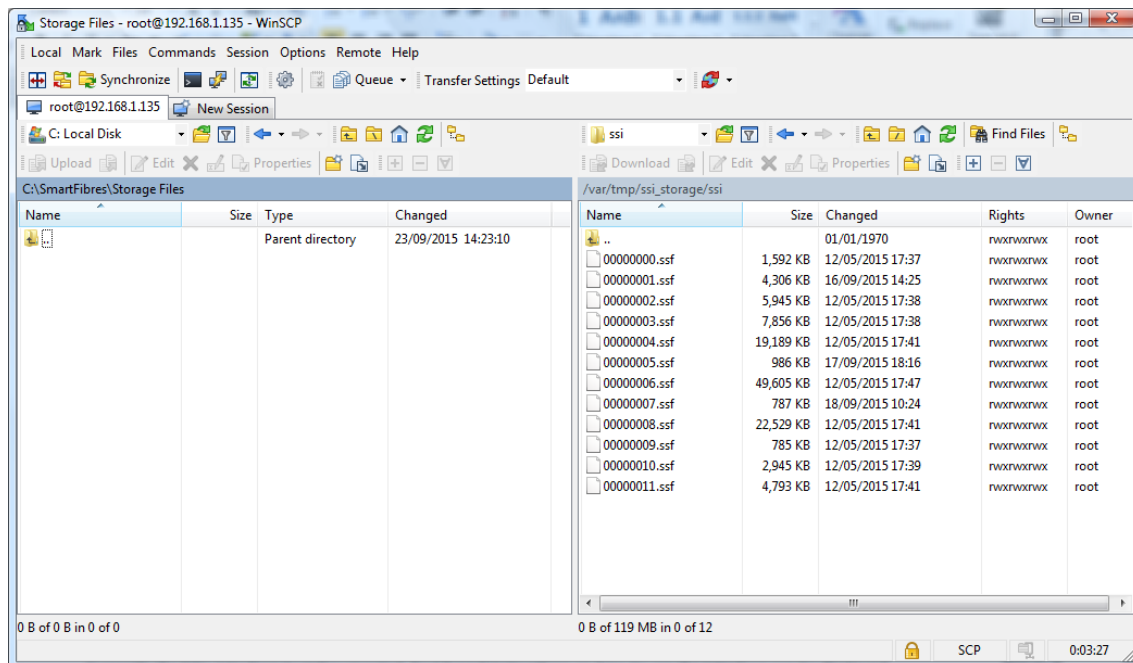 Storage Files - root@192.168.1.135 - WinSCP
Local Mark Files Commands Session Options Remote Help
Synchronize Queue Transfer Settings Default
root@192.168.1.135 New Session
C: Local Disk ssi Find Files
Upload Edit Properties Download Edit Properties
C:\SmartFibres\Storage Files /var/tmp/ssi_storage/ssi
Name Size Type Changed Name Size Changed Rights Owner
.. Parent directory 23/09/2015 14:23:10 .. 01/01/1970 rwxrwxrwx root
00000000.ssf 1,592 KB 12/05/2015 17:37 rwxrwxrwx root
00000001.ssf 4,306 KB 16/09/2015 14:25 rwxrwxrwx root
00000002.ssf 5,945 KB 12/05/2015 17:38 rwxrwxrwx root
00000003.ssf 7,856 KB 12/05/2015 17:38 rwxrwxrwx root
00000004.ssf 19,189 KB 12/05/2015 17:41 rwxrwxrwx root
00000005.ssf 986 KB 17/09/2015 18:16 rwxrwxrwx root
00000006.ssf 49,605 KB 12/05/2015 17:47 rwxrwxrwx root
00000007.ssf 787 KB 18/09/2015 10:24 rwxrwxrwx root
00000008.ssf 22,529 KB 12/05/2015 17:41 rwxrwxrwx root
00000009.ssf 785 KB 12/05/2015 17:37 rwxrwxrwx root
00000010.ssf 2,945 KB 12/05/2015 17:39 rwxrwxrwx root
00000011.ssf 4,793 KB 12/05/2015 17:41 rwxrwxrwx root
0 B of 0 B in 0 of 0 0 B of 119 MB in 0 of 12
SCP 0:03:27